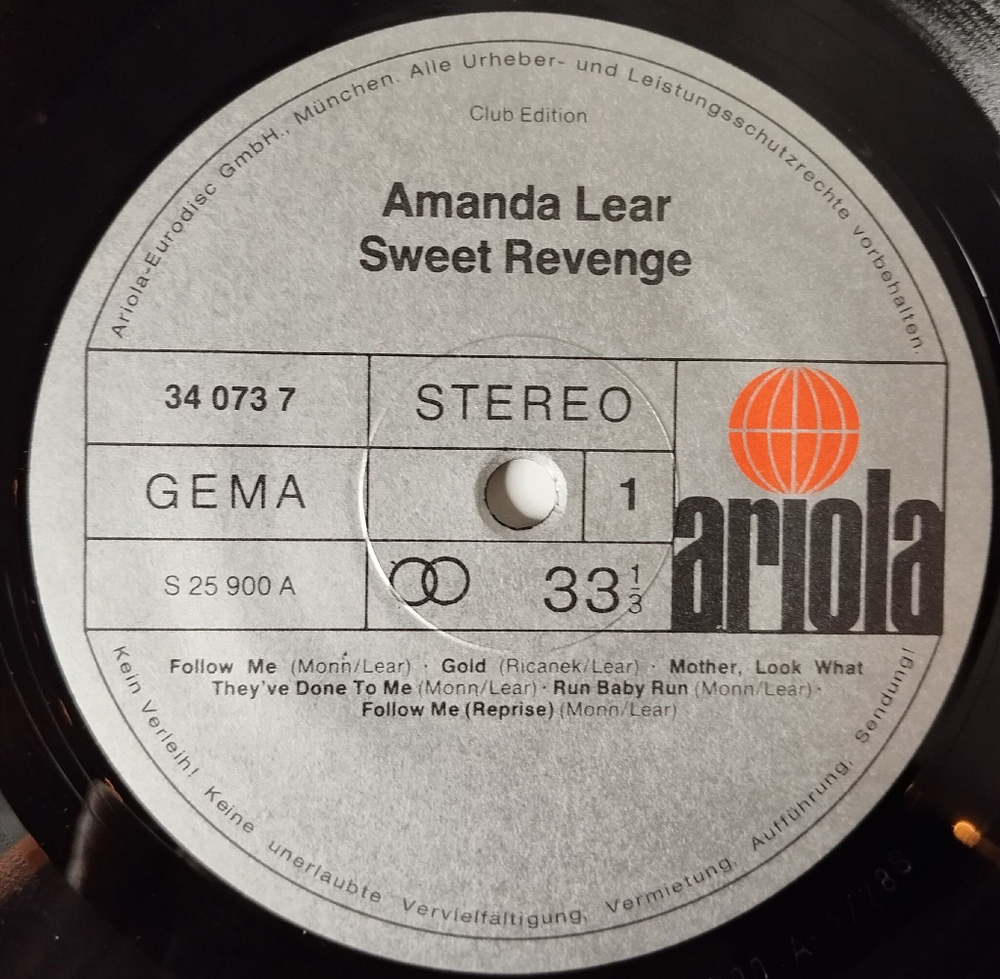 Ariola-Eurodisc GmbH., München. Alle Urheber- und Leistungsschutzrechte vorbehalten.
Club Edition
Amanda Lear
Sweet Revenge
34 073 7
STEREO
GEMA
1
S 25 900 A
33 1/3
ariola
Follow Me (Monn/Lear) · Gold (Ricanek/Lear) · Mother, Look What
They've Done To Me (Monn/Lear) · Run Baby Run (Monn/Lear) ·
Follow Me (Reprise) (Monn/Lear)
Kein Verleih! Keine unerlaubte Vervielfältigung, Vermietung, Aufführung, Sendung!